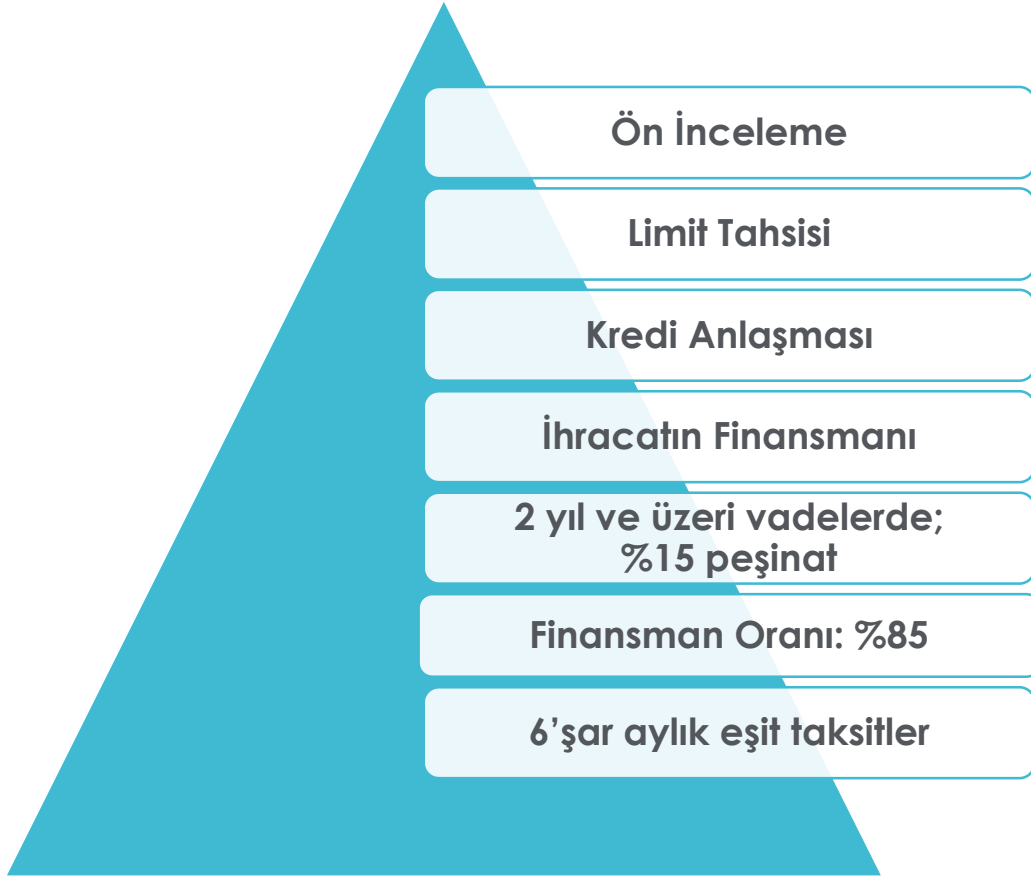 Ön İnceleme
Limit Tahsisi
Kredi Anlaşması
İhracatın Finansmanı
2 yıl ve üzeri vadelerde;
%15 peşinat
Finansman Oranı: %85
6’şar aylık eşit taksitler